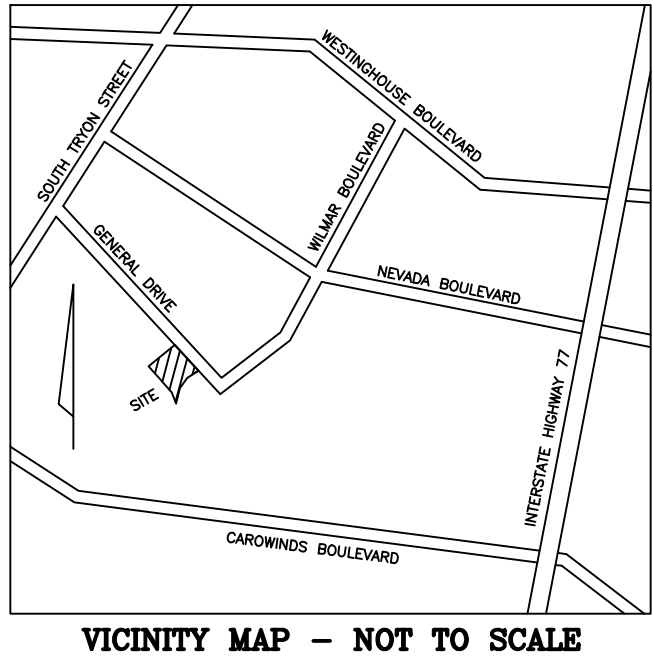 WESTINGHOUSE BOULEVARD
SOUTH TRYON STREET
WILMAR BOULEVARD
GENERAL DRIVE
NEVADA BOULEVARD
SITE
INTERSTATE HIGHWAY 77
CAROWINDS BOULEVARD
VICINITY MAP – NOT TO SCALE